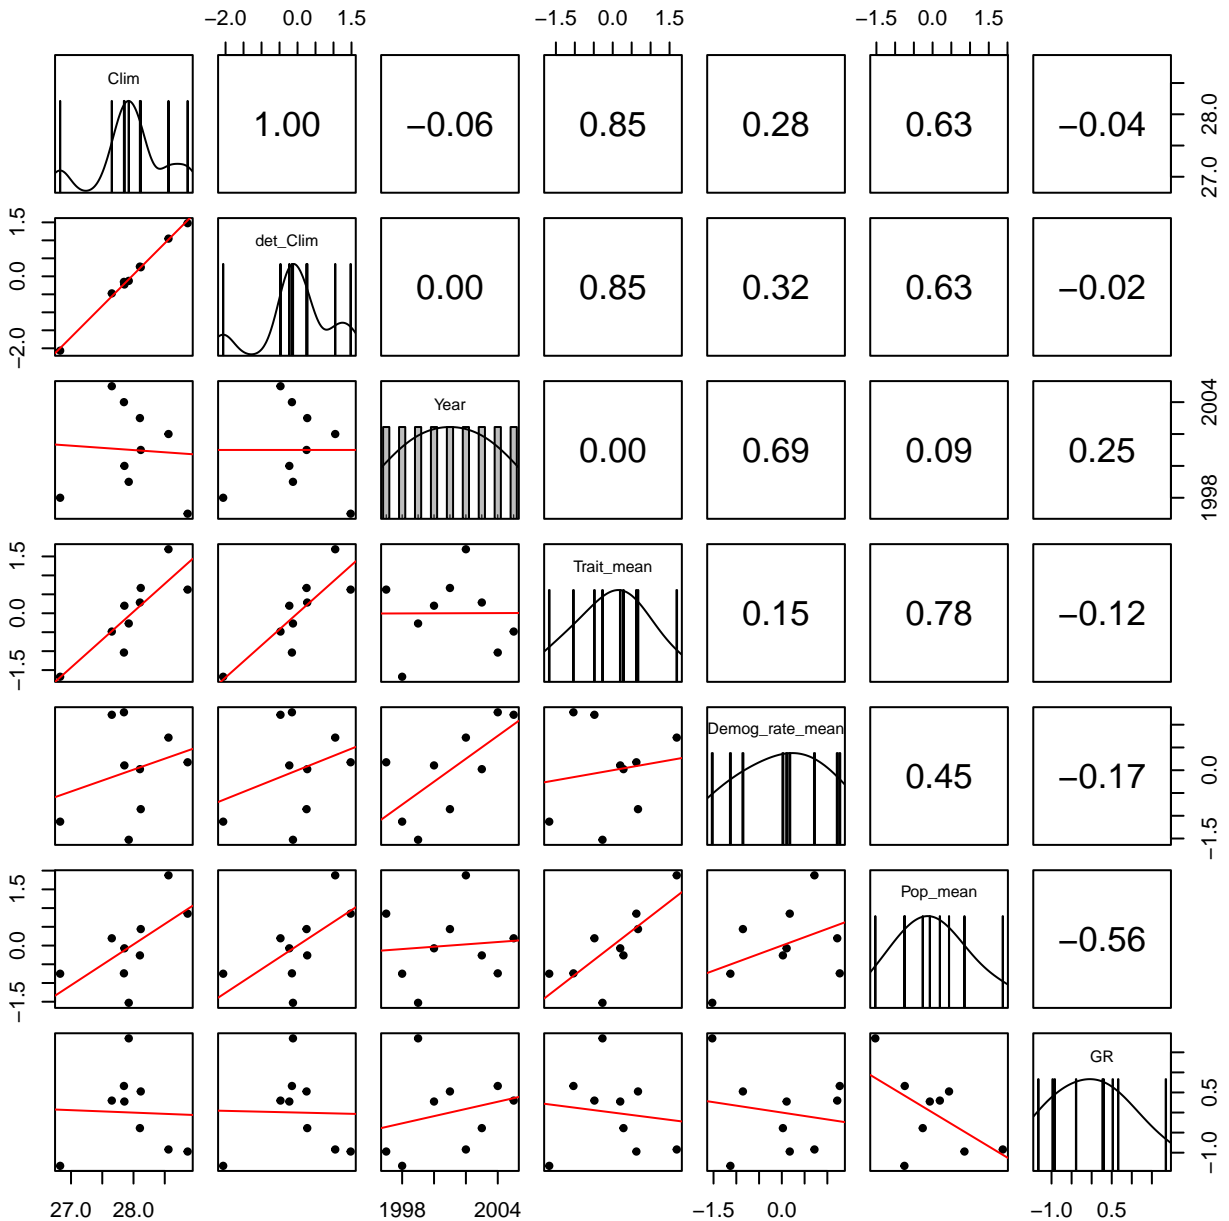 −2.0 0.0 1.5 −1.5 0.0 1.5 −1.5 0.0 1.5
Clim 1.00 −0.06 0.85 0.28 0.63 −0.04 27.0 28.0
−2.0 0.0 1.5 det_Clim 0.00 0.85 0.32 0.63 −0.02
Year 0.00 0.69 0.09 0.25 1998 2004
−1.5 0.0 1.5 Trait_mean 0.15 0.78 −0.12
Demog_rate_mean 0.45 −0.17 −1.5 0.0
−1.5 0.0 1.5 Pop_mean −0.56
GR −1.0 0.5
27.0 28.0 1998 2004 −1.5 0.0 −1.0 0.5